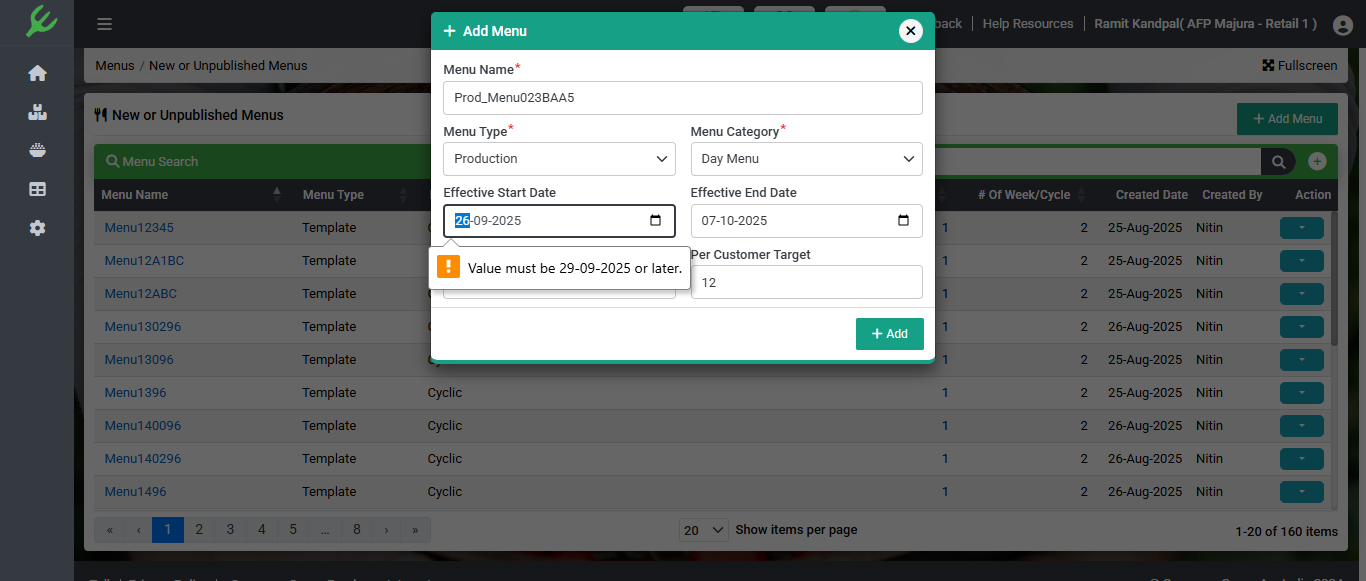 back
Help Resources
Ramit Kandpal( AFP Majura - Retail 1 )
Menus / New or Unpublished Menus
Fullscreen
New or Unpublished Menus
+ Add Menu
Menu Search
Menu Name Menu Type # Of Week/Cycle Created Date Created By Action
Menu12345 Template 1 2 25-Aug-2025 Nitin
Menu12A1BC Template 1 2 25-Aug-2025 Nitin
Menu12ABC Template 1 2 25-Aug-2025 Nitin
Menu130296 Template 1 2 26-Aug-2025 Nitin
Menu13096 Template Cyclic 1 2 25-Aug-2025 Nitin
Menu1396 Template Cyclic 1 2 25-Aug-2025 Nitin
Menu140096 Template Cyclic 1 2 26-Aug-2025 Nitin
Menu140296 Template Cyclic 1 2 26-Aug-2025 Nitin
Menu1496 Template Cyclic 1 2 26-Aug-2025 Nitin
« ‹ 1 2 3 4 5 ... 8 › »
20 Show items per page
1-20 of 160 items
+ Add Menu
Menu Name*
Prod_Menu023BAA5
Menu Type* Menu Category*
Production Day Menu
Effective Start Date Effective End Date
26-09-2025 07-10-2025
Value must be 29-09-2025 or later.
Per Customer Target
12
+ Add